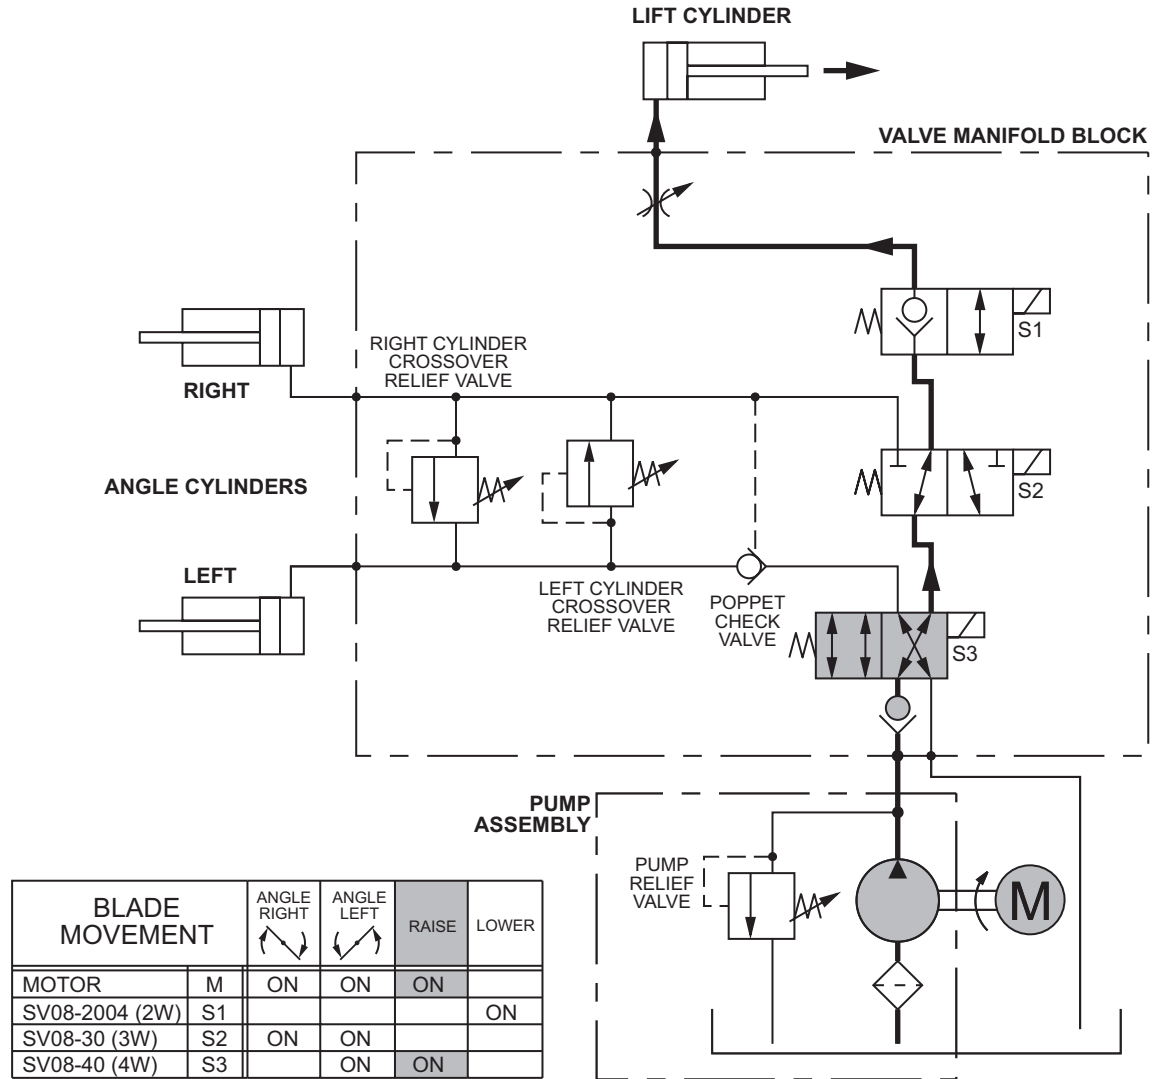 LIFT CYLINDER
VALVE MANIFOLD BLOCK
S1
RIGHT CYLINDER
CROSSOVER
RELIEF VALVE
RIGHT
ANGLE CYLINDERS
S2
LEFT
LEFT CYLINDER
CROSSOVER
RELIEF VALVE
POPPET
CHECK
VALVE
S3
PUMP
ASSEMBLY
PUMP
RELIEF
VALVE
M
BLADE
MOVEMENT
ANGLE
RIGHT
ANGLE
LEFT
RAISE
LOWER
MOTOR M ON ON ON
SV08-2004 (2W) S1 ON
SV08-30 (3W) S2 ON ON
SV08-40 (4W) S3 ON ON